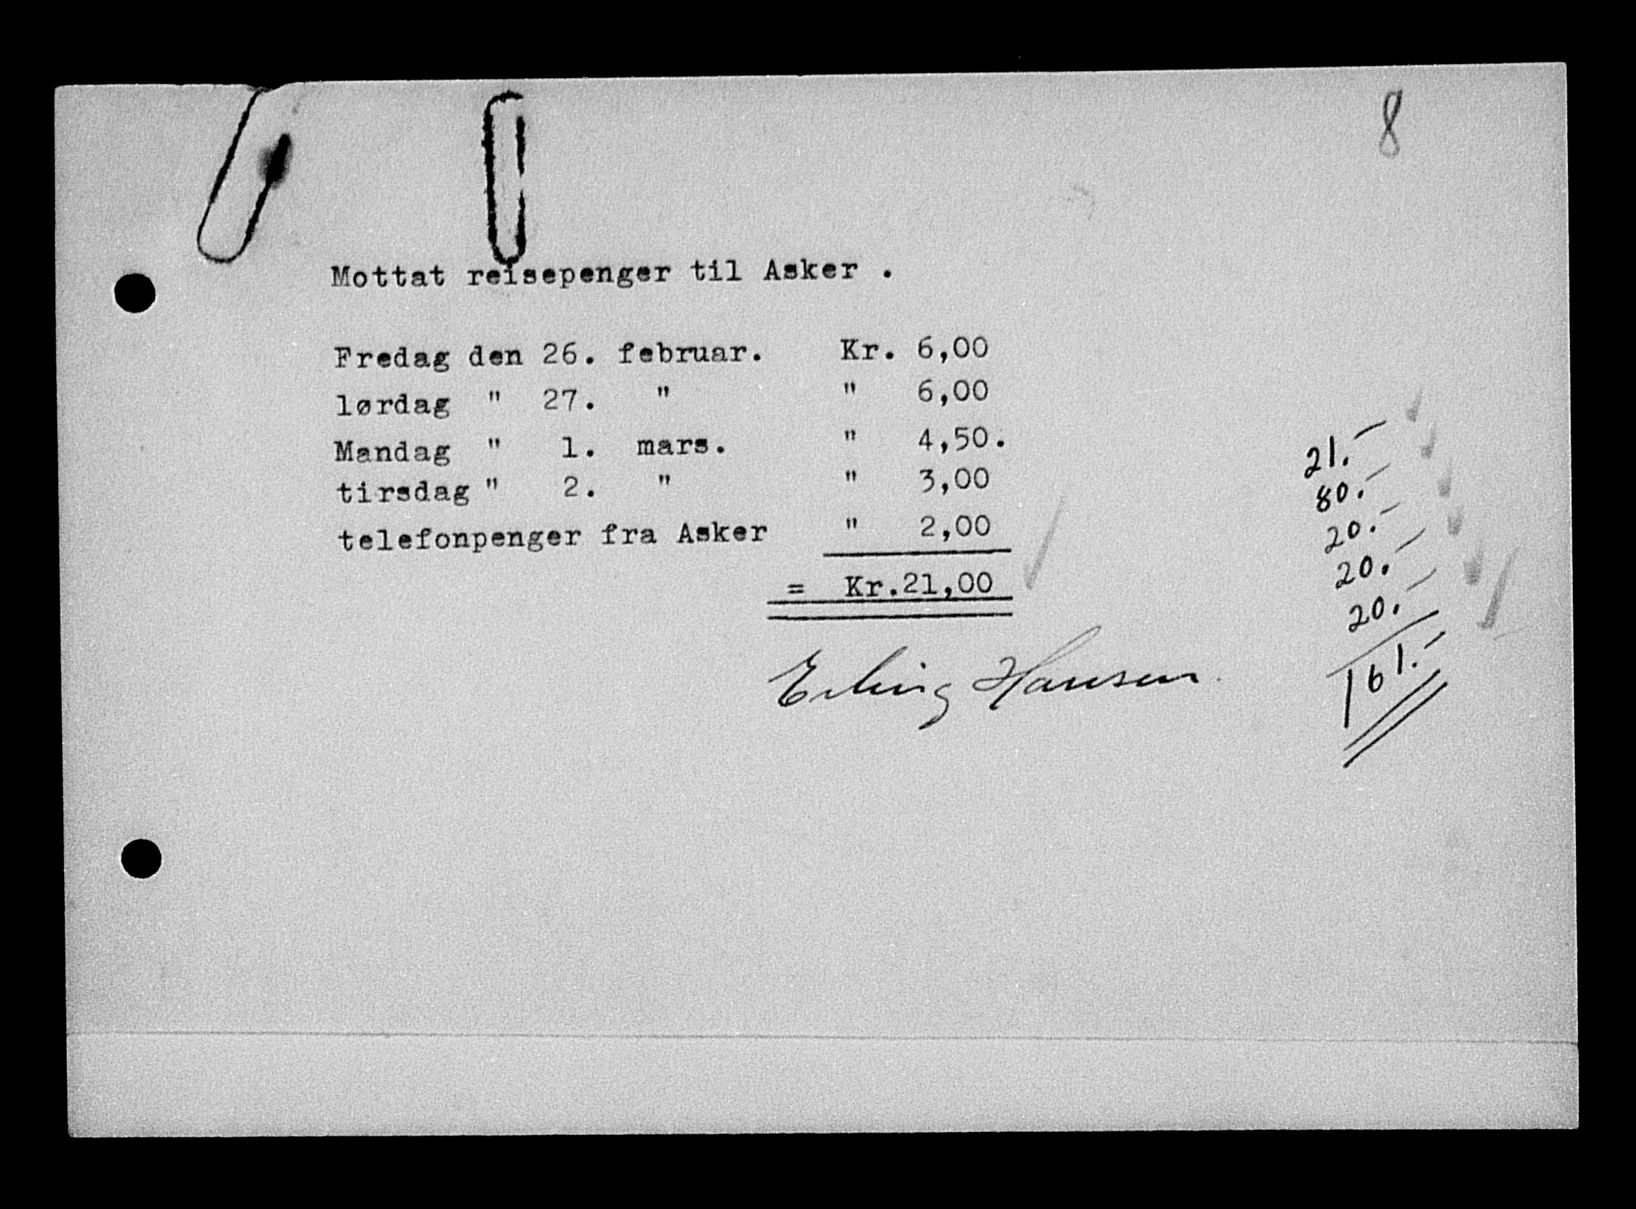 8
Mottat reisepenger til Asker .
Fredag den 26. februar. Kr. 6,00
lørdag " 27. " " 6,00
Mandag " 1. mars. " 4,50.
tirsdag " 2. " " 3,00
telefonpenger fra Asker " 2,00
= Kr.21,00
Erling Hansen
21.-
80.-
20.-
20.-
20.-
161.-